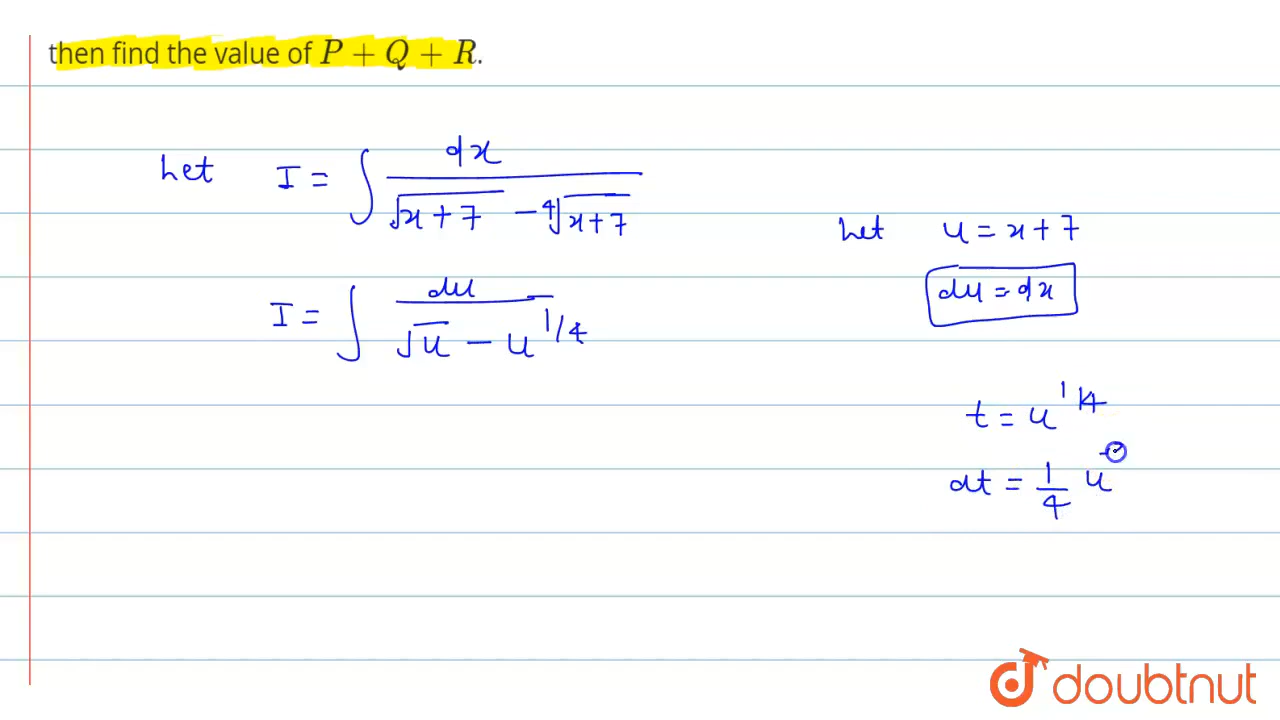 then find the value of P + Q + R.
Let I = ∫ dx / (√(x+7) - ∜(x+7))
Let u = x+7
du = dx
I = ∫ du / (√u - u^1/4)
t = u^1/4
dt = 1/4 u^-
doubtnut